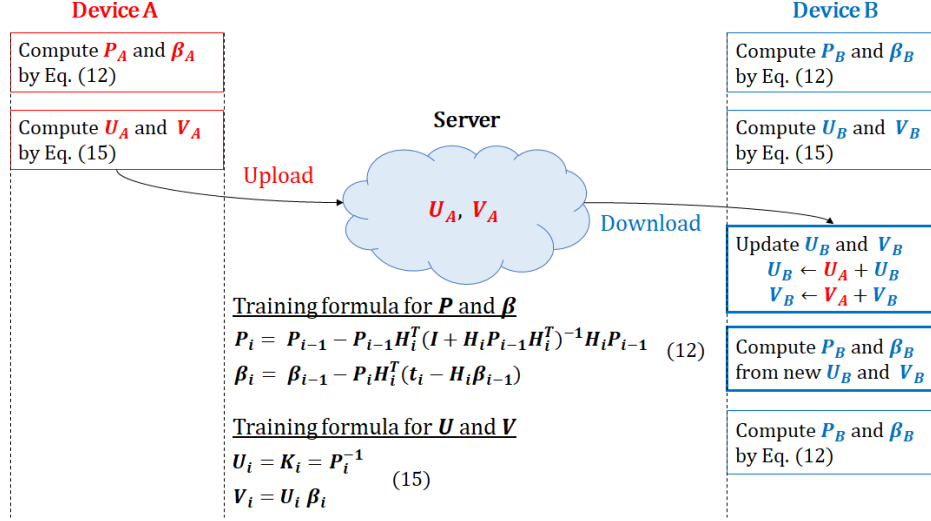 Device A
Compute P_A and β_A
by Eq. (12)
Compute U_A and V_A
by Eq. (15)
Upload
Server
U_A, V_A
Download
Device B
Compute P_B and β_B
by Eq. (12)
Compute U_B and V_B
by Eq. (15)
Update U_B and V_B
U_B ← U_A + U_B
V_B ← V_A + V_B
Compute P_B and β_B
from new U_B and V_B
Compute P_B and β_B
by Eq. (12)
Training formula for P and β
P_i = P_{i-1} − P_{i-1}H_i^T(I + H_iP_{i-1}H_i^T)^{-1}H_iP_{i-1}
β_i = β_{i-1} − P_iH_i^T(t_i − H_iβ_{i-1})
(12)
Training formula for U and V
U_i = K_i = P_i^{-1}
V_i = U_i β_i
(15)